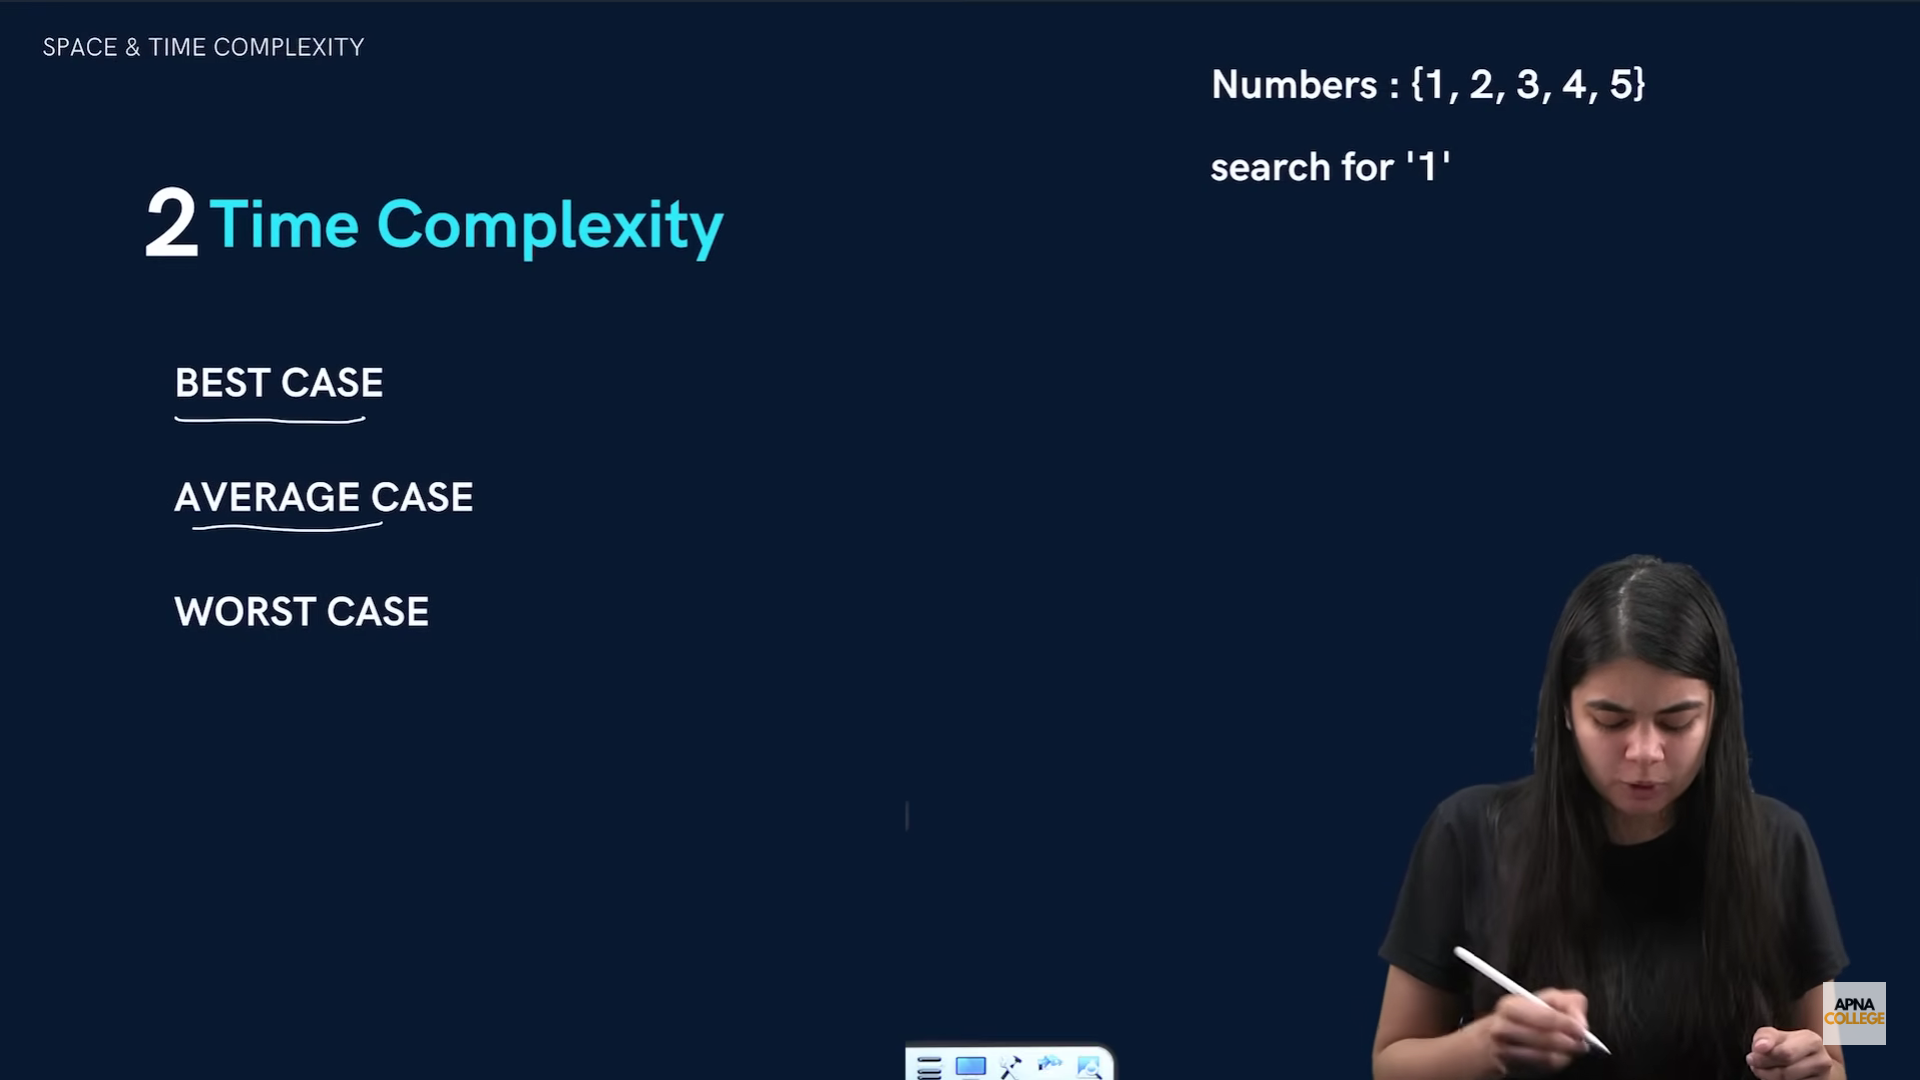 SPACE & TIME COMPLEXITY
Numbers : {1, 2, 3, 4, 5}
search for '1'
2 Time Complexity
BEST CASE
AVERAGE CASE
WORST CASE
APNA
COLLEGE